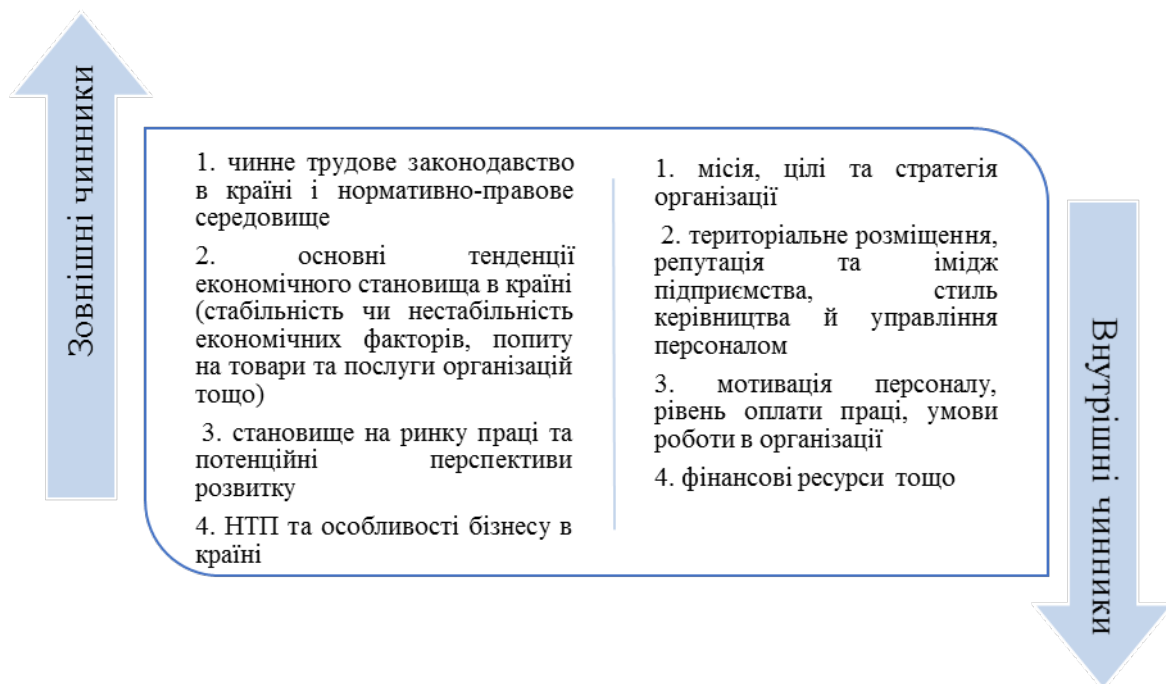 Зовнішні чинники
1. чинне трудове законодавство
в країні і нормативно-правове
середовище
2. основні тенденції
економічного становища в країні
(стабільність чи нестабільність
економічних факторів, попиту
на товари та послуги організацій
тощо)
3. становище на ринку праці та
потенційні перспективи
розвитку
4. НТП та особливості бізнесу в
країні
1. місія, цілі та стратегія
організації
2. територіальне розміщення,
репутація та імідж
підприємства, стиль
керівництва й управління
персоналом
3. мотивація персоналу,
рівень оплати праці, умови
роботи в організації
4. фінансові ресурси тощо
Внутрішні чинники